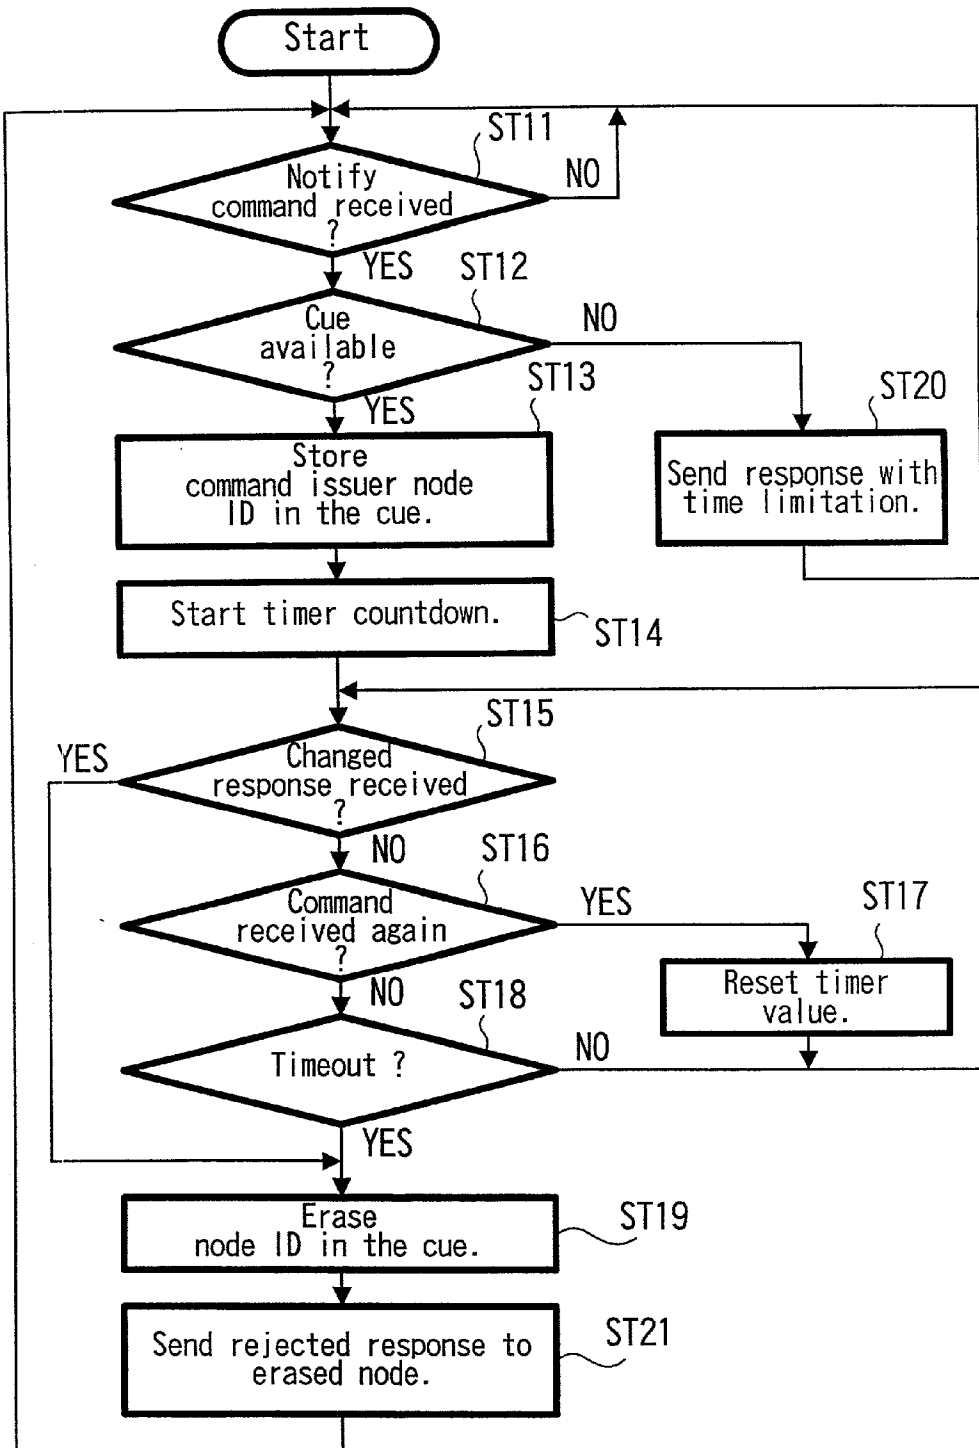 Start
ST11
Notify
command received
?
NO
YES
ST12
Cue
available
?
NO
YES
ST13
Store
command issuer node
ID in the cue.
ST20
Send response with
time limitation.
Start timer countdown.
ST14
ST15
YES
Changed
response received
?
NO
ST16
Command
received again
?
YES
NO
ST17
Reset timer
value.
ST18
Timeout ?
NO
YES
Erase
node ID in the cue.
ST19
Send rejected response to
erased node.
ST21